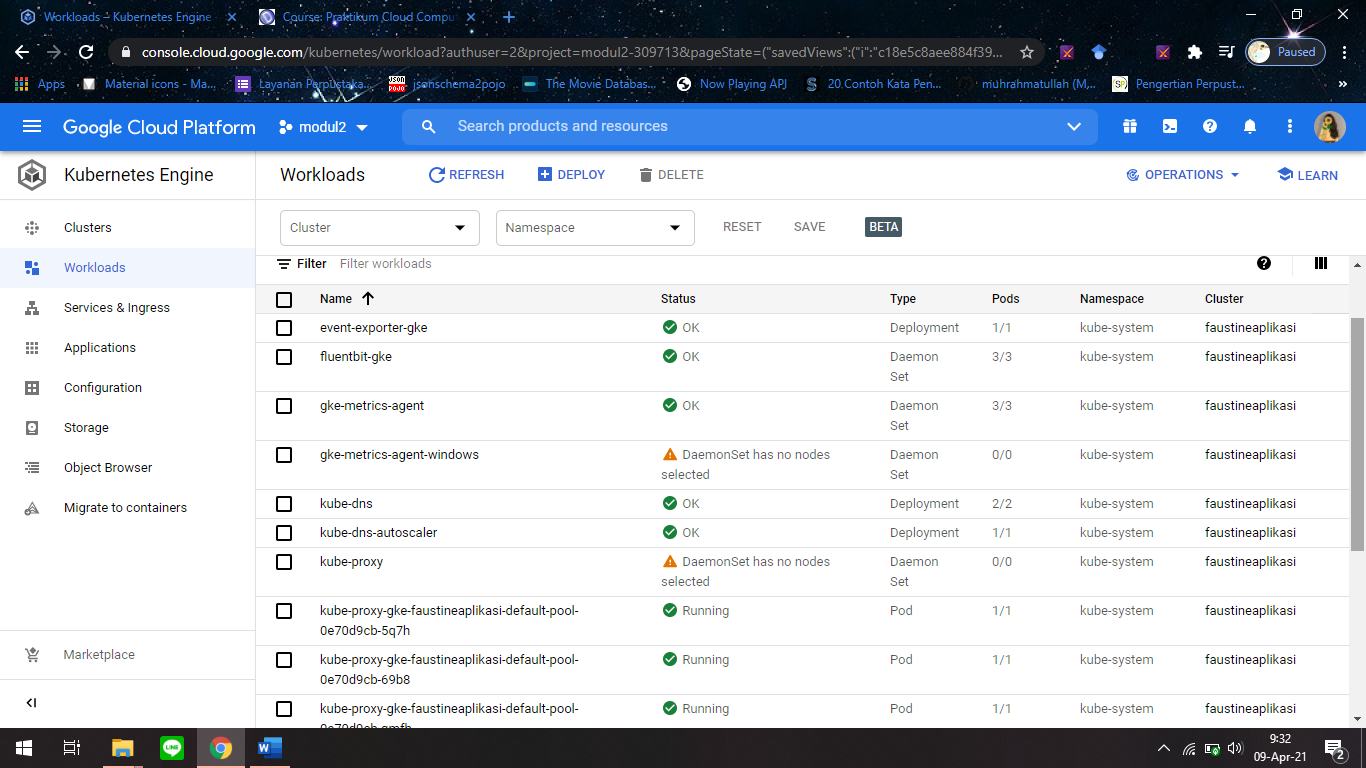 Workloads – Kubernetes Engine
Course: Praktikum Cloud Comput
console.cloud.google.com/kubernetes/workload?authuser=2&project=modul2-309713&pageState=("savedViews":("i":"c18e5c8aee884f39...
Paused
Apps
Material icons - Ma...
Layanan Perpustaka...
JSON POJO
jsonschema2pojo
The Movie Databas...
Now Playing API
20 Contoh Kata Pen...
muhrahmatullah (M,...
SP
Pengertian Perpust...
Google Cloud Platform
modul2
Search products and resources
Kubernetes Engine
Workloads
REFRESH
DEPLOY
DELETE
OPERATIONS
LEARN
Clusters
Workloads
Services & Ingress
Applications
Configuration
Storage
Object Browser
Migrate to containers
Marketplace
Cluster
Namespace
RESET
SAVE
BETA
Filter Filter workloads
Name Status Type Pods Namespace Cluster
event-exporter-gke OK Deployment 1/1 kube-system faustineaplikasi
fluentbit-gke OK Daemon 3/3 kube-system faustineaplikasi
Set
gke-metrics-agent OK Daemon 3/3 kube-system faustineaplikasi
Set
gke-metrics-agent-windows DaemonSet has no nodes Daemon 0/0 kube-system faustineaplikasi
selected Set
kube-dns OK Deployment 2/2 kube-system faustineaplikasi
kube-dns-autoscaler OK Deployment 1/1 kube-system faustineaplikasi
kube-proxy DaemonSet has no nodes Daemon 0/0 kube-system faustineaplikasi
selected Set
kube-proxy-gke-faustineaplikasi-default-pool- Running Pod 1/1 kube-system faustineaplikasi
0e70d9cb-5q7h
kube-proxy-gke-faustineaplikasi-default-pool- Running Pod 1/1 kube-system faustineaplikasi
0e70d9cb-69b8
kube-proxy-gke-faustineaplikasi-default-pool- Running Pod 1/1 kube-system faustineaplikasi
LINE
W
9:32
09-Apr-21
2